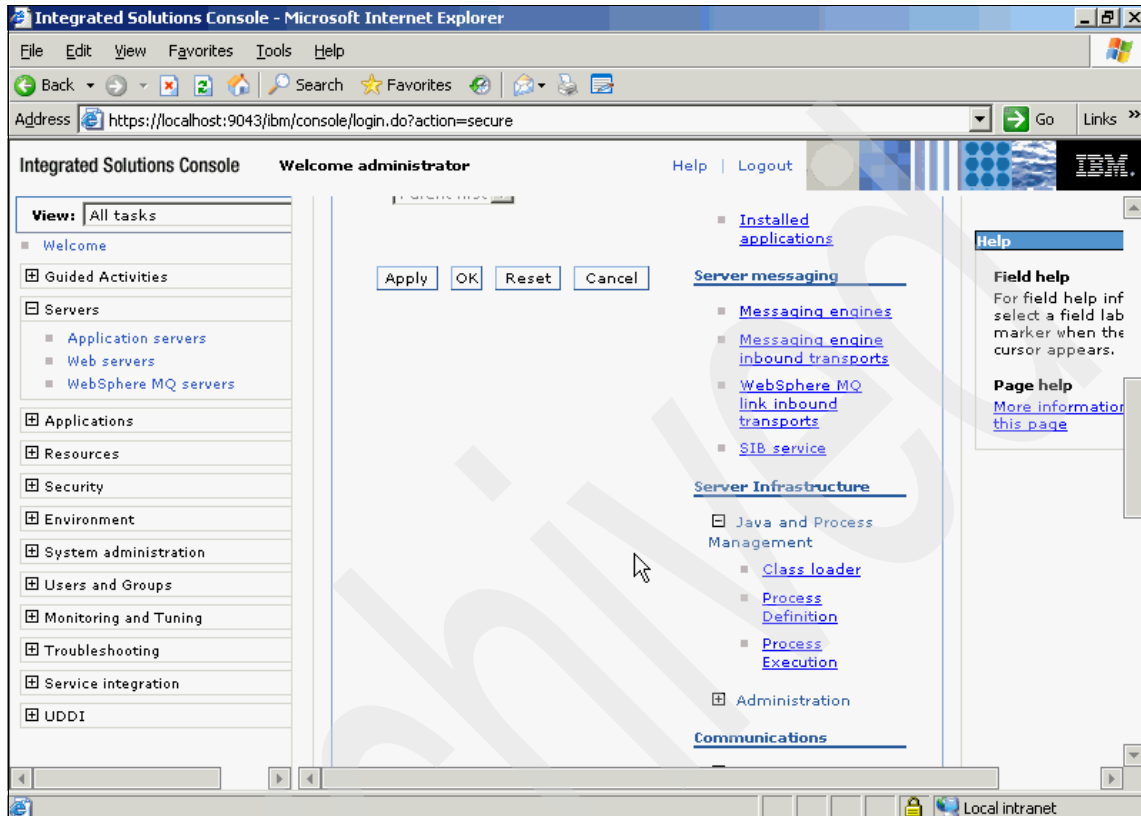 Integrated Solutions Console - Microsoft Internet Explorer
File Edit View Favorites Tools Help
Back Search Favorites
Address https://localhost:9043/ibm/console/login.do?action=secure Go Links »
Integrated Solutions Console Welcome administrator Help | Logout IBM.
View: All tasks
Welcome
Guided Activities
Servers
Application servers
Web servers
WebSphere MQ servers
Applications
Resources
Security
Environment
System administration
Users and Groups
Monitoring and Tuning
Troubleshooting
Service integration
UDDI
Apply OK Reset Cancel
Installed
applications
Server messaging
Messaging engines
Messaging engine
inbound transports
WebSphere MQ
link inbound
transports
SIB service
Server Infrastructure
Java and Process
Management
Class loader
Process
Definition
Process
Execution
Administration
Communications
Help
Field help
For field help inf
select a field lab
marker when the
cursor appears.
Page help
More information
this page
Local intranet